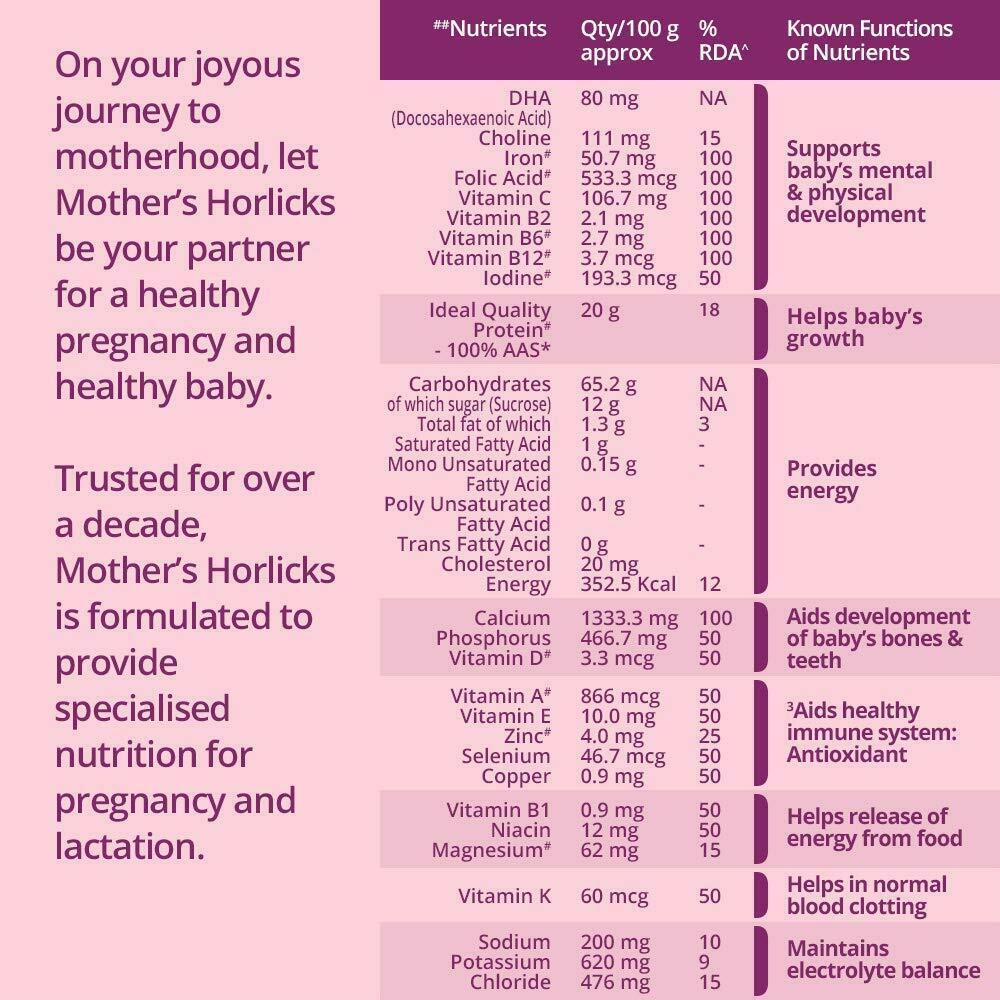 On your joyous
journey to
motherhood, let
Mother's Horlicks
be your partner
for a healthy
pregnancy and
healthy baby.
Trusted for over
a decade,
Mother's Horlicks
is formulated to
provide
specialised
nutrition for
pregnancy and
lactation.
##Nutrients Qty/100 g approx % RDA^ Known Functions of Nutrients
DHA 80 mg NA
(Docosahexaenoic Acid)
Choline 111 mg 15
Iron# 50.7 mg 100
Folic Acid# 533.3 mcg 100
Vitamin C 106.7 mg 100
Vitamin B2 2.1 mg 100
Vitamin B6# 2.7 mg 100
Vitamin B12# 3.7 mcg 100
Iodine# 193.3 mcg 50
Supports
baby's mental
& physical
development
Ideal Quality 20 g 18
Protein#
- 100% AAS*
Helps baby's
growth
Carbohydrates 65.2 g NA
of which sugar (Sucrose) 12 g NA
Total fat of which 1.3 g 3
Saturated Fatty Acid 1 g -
Mono Unsaturated 0.15 g -
Fatty Acid
Poly Unsaturated 0.1 g -
Fatty Acid
Trans Fatty Acid 0 g -
Cholesterol 20 mg
Energy 352.5 Kcal 12
Provides
energy
Calcium 1333.3 mg 100
Phosphorus 466.7 mg 50
Vitamin D# 3.3 mcg 50
Aids development
of baby's bones &
teeth
Vitamin A# 866 mcg 50
Vitamin E 10.0 mg 50
Zinc# 4.0 mg 25
Selenium 46.7 mcg 50
Copper 0.9 mg 50
3Aids healthy
immune system:
Antioxidant
Vitamin B1 0.9 mg 50
Niacin 12 mg 50
Magnesium# 62 mg 15
Helps release of
energy from food
Vitamin K 60 mcg 50
Helps in normal
blood clotting
Sodium 200 mg 10
Potassium 620 mg 9
Chloride 476 mg 15
Maintains
electrolyte balance